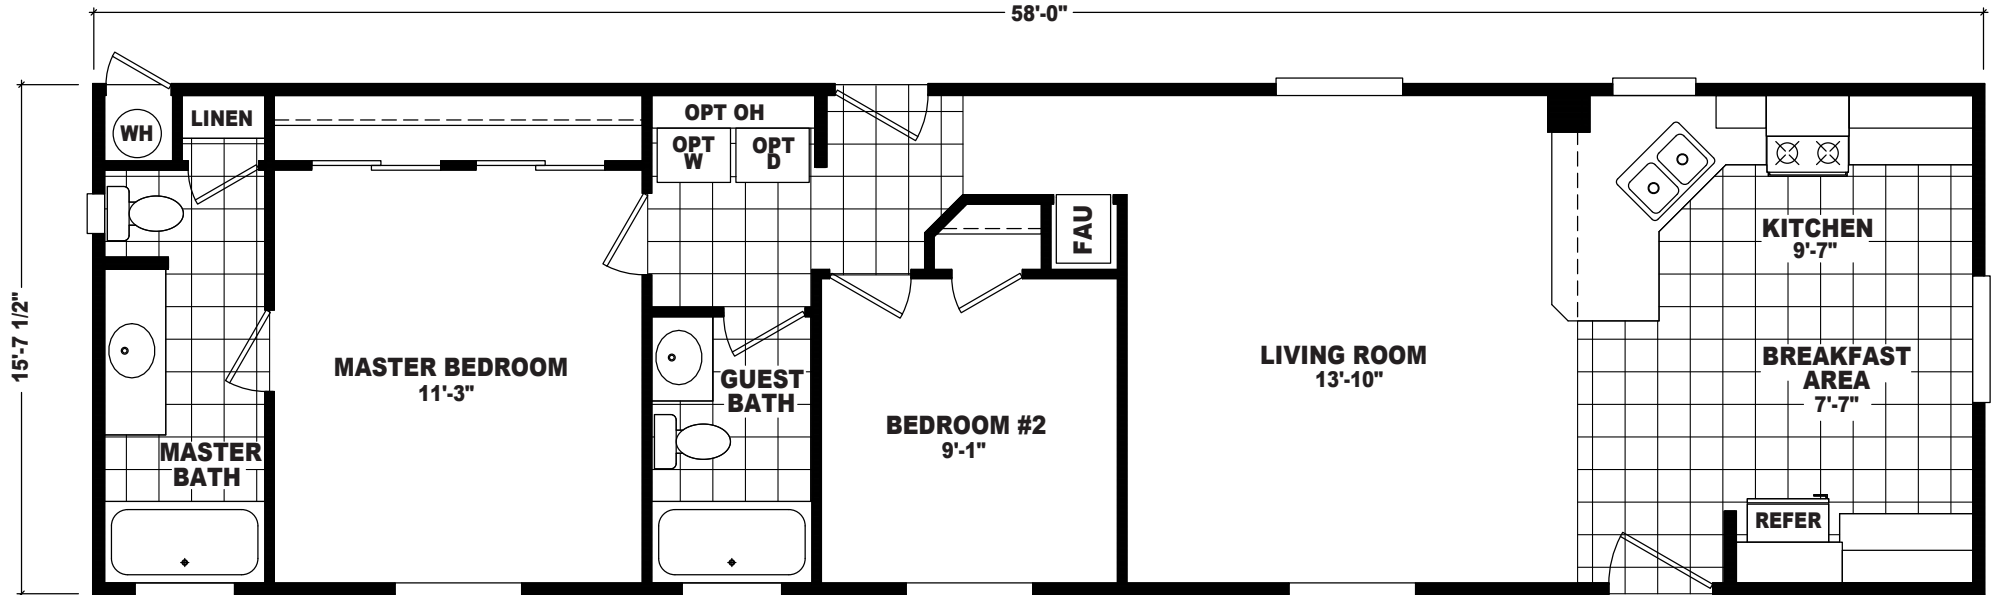 58'-0"
15'-7 1/2"
WH
LINEN
OPT OH
OPT
W
OPT
D
FAU
KITCHEN
9'-7"
MASTER BEDROOM
11'-3"
LIVING ROOM
13'-10"
BREAKFAST
AREA
7'-7"
GUEST
BATH
BEDROOM #2
9'-1"
MASTER
BATH
REFER